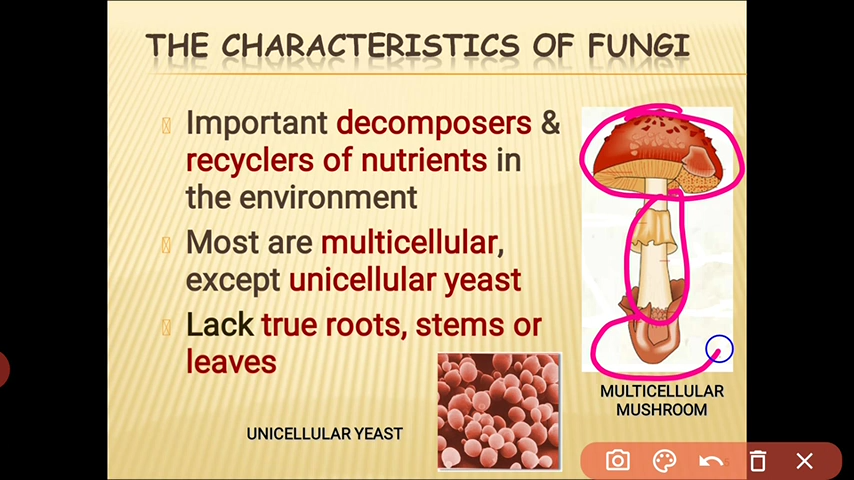 THE CHARACTERISTICS OF FUNGI
Important decomposers &
recyclers of nutrients in
the environment
Most are multicellular,
except unicellular yeast
Lack true roots, stems or
leaves
MULTICELLULAR
MUSHROOM
UNICELLULAR YEAST